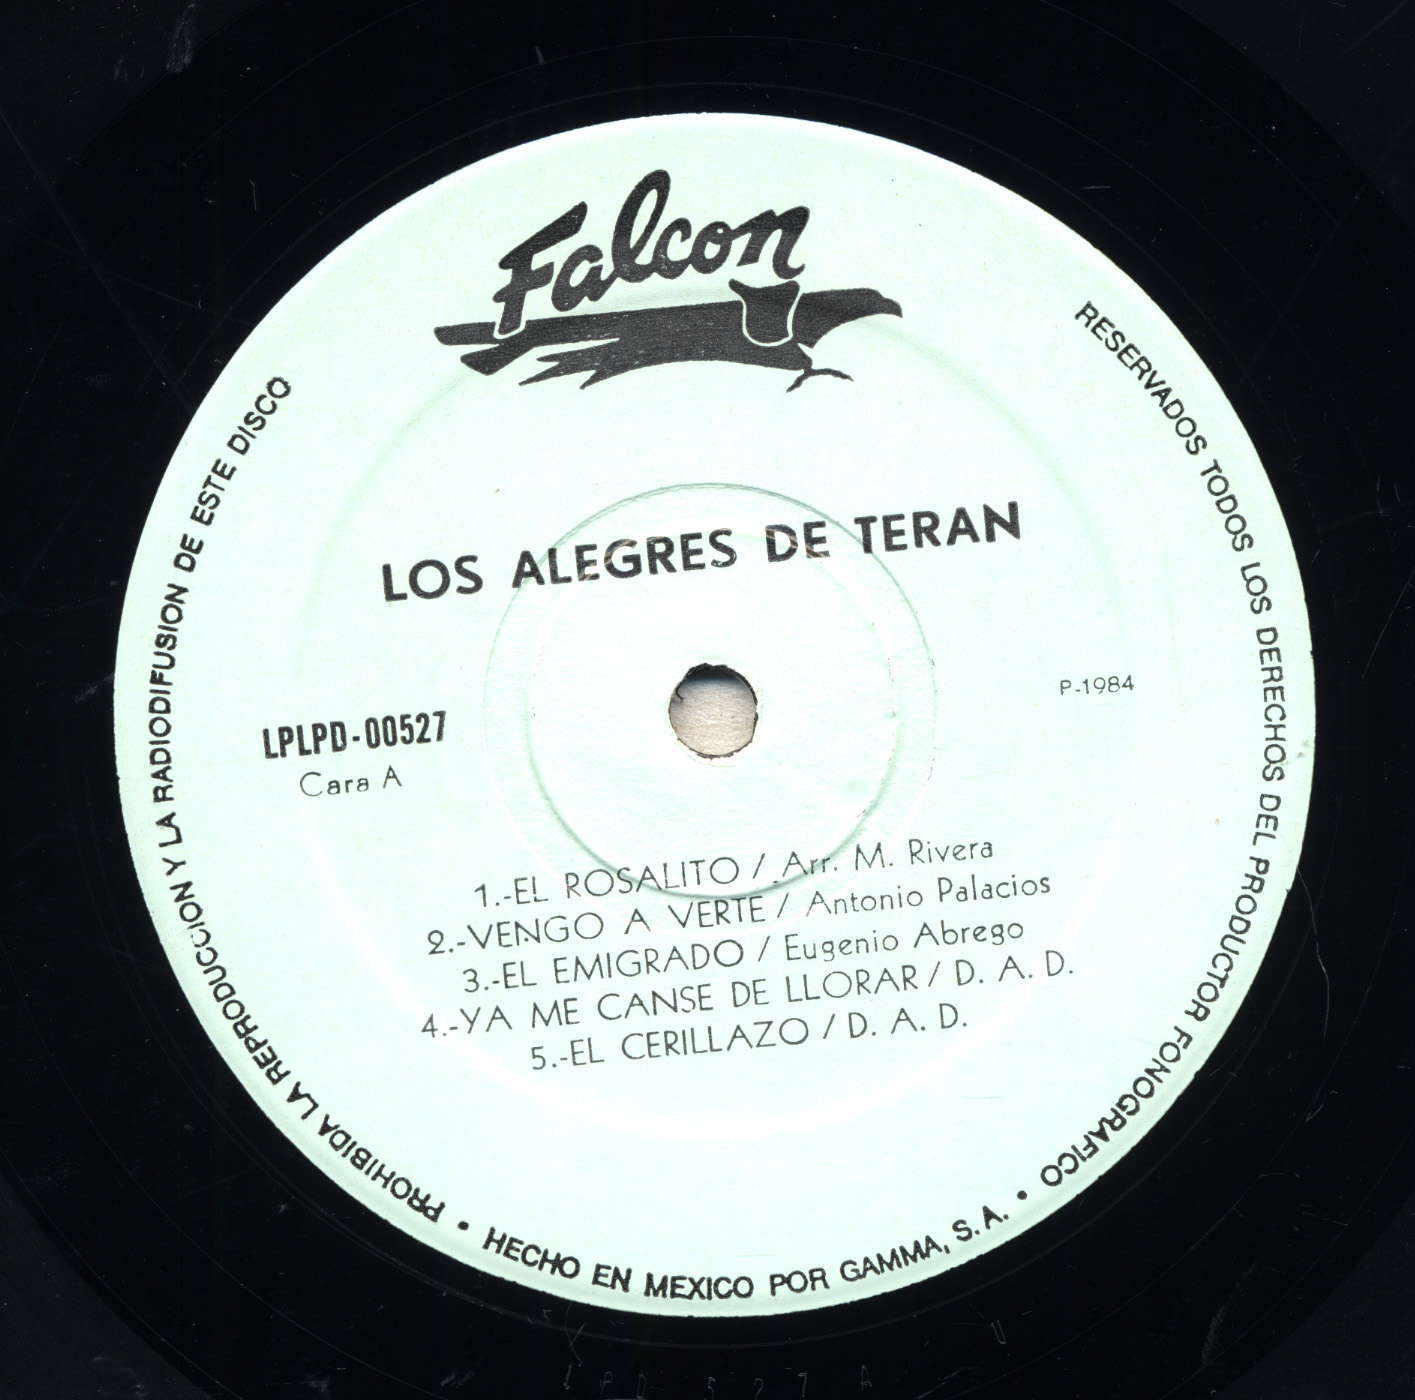 Falcon
LOS ALEGRES DE TERAN
P-1984
LPLPD-00527
Cara A
1.-EL ROSALITO / Arr. M. Rivera
2.-VENGO A VERTE / Antonio Palacios
3.-EL EMIGRADO / Eugenio Abrego
4.-YA ME CANSE DE LLORAR / D. A. D.
5.-EL CERILLAZO / D. A. D.
RESERVADOS TODOS LOS DERECHOS DEL PRODUCTOR FONOGRAFICO •
HECHO EN MEXICO POR GAMMA, S.A.
• PROHIBIDA LA REPRODUCCION Y LA RADIODIFUSION DE ESTE DISCO
LPD 527 A